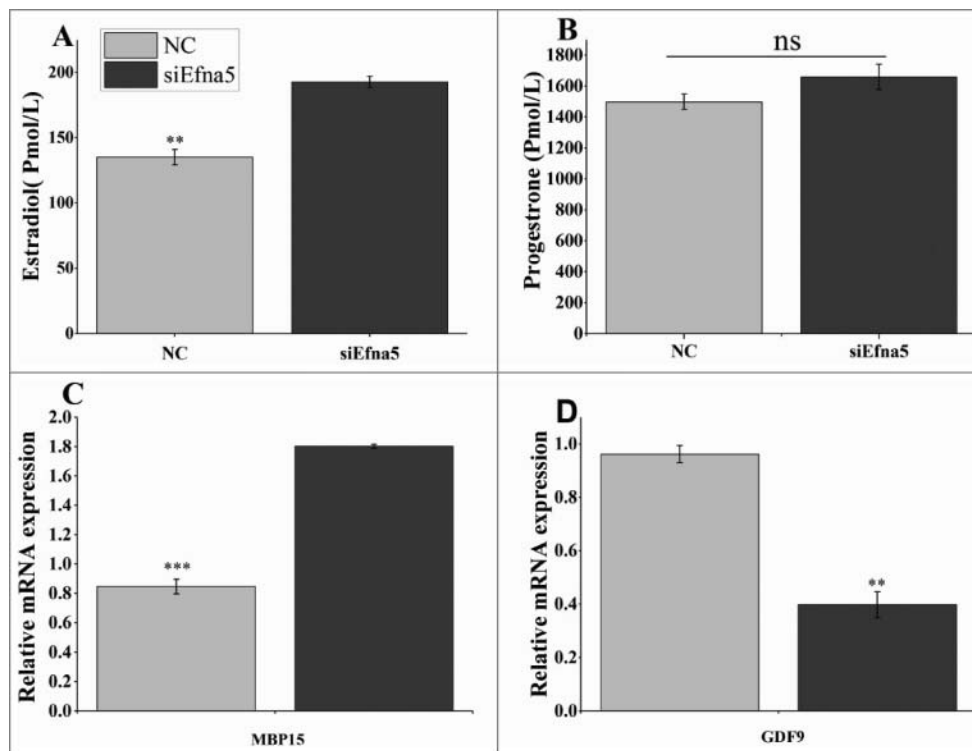 A
NC
siEfna5
Estradiol( Pmol/L)
200
150
100
50
0
**
NC
siEfna5
B
ns
Progestrone (Pmol/L)
1800
1600
1400
1200
1000
800
600
400
200
0
NC
siEfna5
C
Relative mRNA expression
2.0
1.8
1.6
1.4
1.2
1.0
0.8
0.6
0.4
0.2
0.0
***
MBP15
D
Relative mRNA expression
1.0
0.8
0.6
0.4
0.2
0.0
**
GDF9